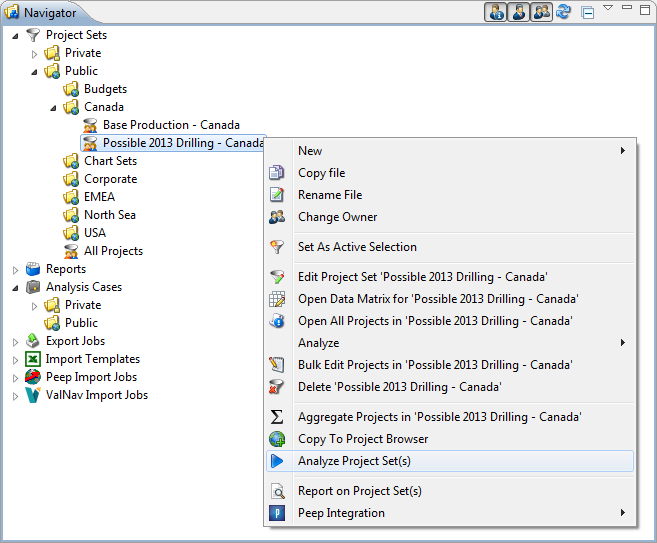 Navigator
Project Sets
Private
Public
Budgets
Canada
Base Production - Canada
Possible 2013 Drilling - Canada
Chart Sets
Corporate
EMEA
North Sea
USA
All Projects
Reports
Analysis Cases
Private
Public
Export Jobs
Import Templates
Peep Import Jobs
ValNav Import Jobs
New
Copy file
Rename File
Change Owner
Set As Active Selection
Edit Project Set 'Possible 2013 Drilling - Canada'
Open Data Matrix for 'Possible 2013 Drilling - Canada'
Open All Projects in 'Possible 2013 Drilling - Canada'
Analyze
Bulk Edit Projects in 'Possible 2013 Drilling - Canada'
Delete 'Possible 2013 Drilling - Canada'
Aggregate Projects in 'Possible 2013 Drilling - Canada'
Copy To Project Browser
Analyze Project Set(s)
Report on Project Set(s)
Peep Integration